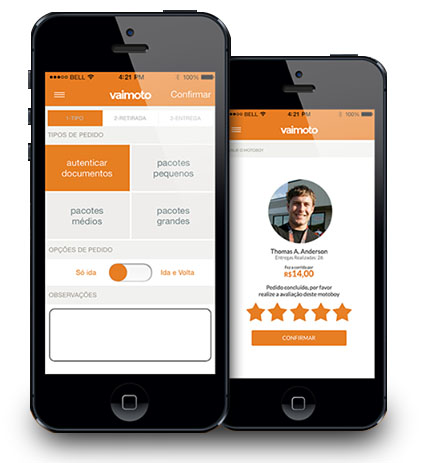 BELL 4:21 PM 100%
vaimoto Confirmar
1-TIPO 2-RETIRADA 3-ENTREGA
TIPOS DE PEDIDO
autenticar documentos
pacotes pequenos
pacotes médios
pacotes grandes
OPÇÕES DE PEDIDO
Só ida Ida e Volta
OBSERVAÇÕES
BELL 4:21 PM 100%
vaimoto
O MOTOBOY
Thomas A. Anderson
Entregas Realizadas: 26
Fez a corrida por
R$14,00
Pedido concluído, por favor
realize a avaliação deste motoboy
CONFIRMAR